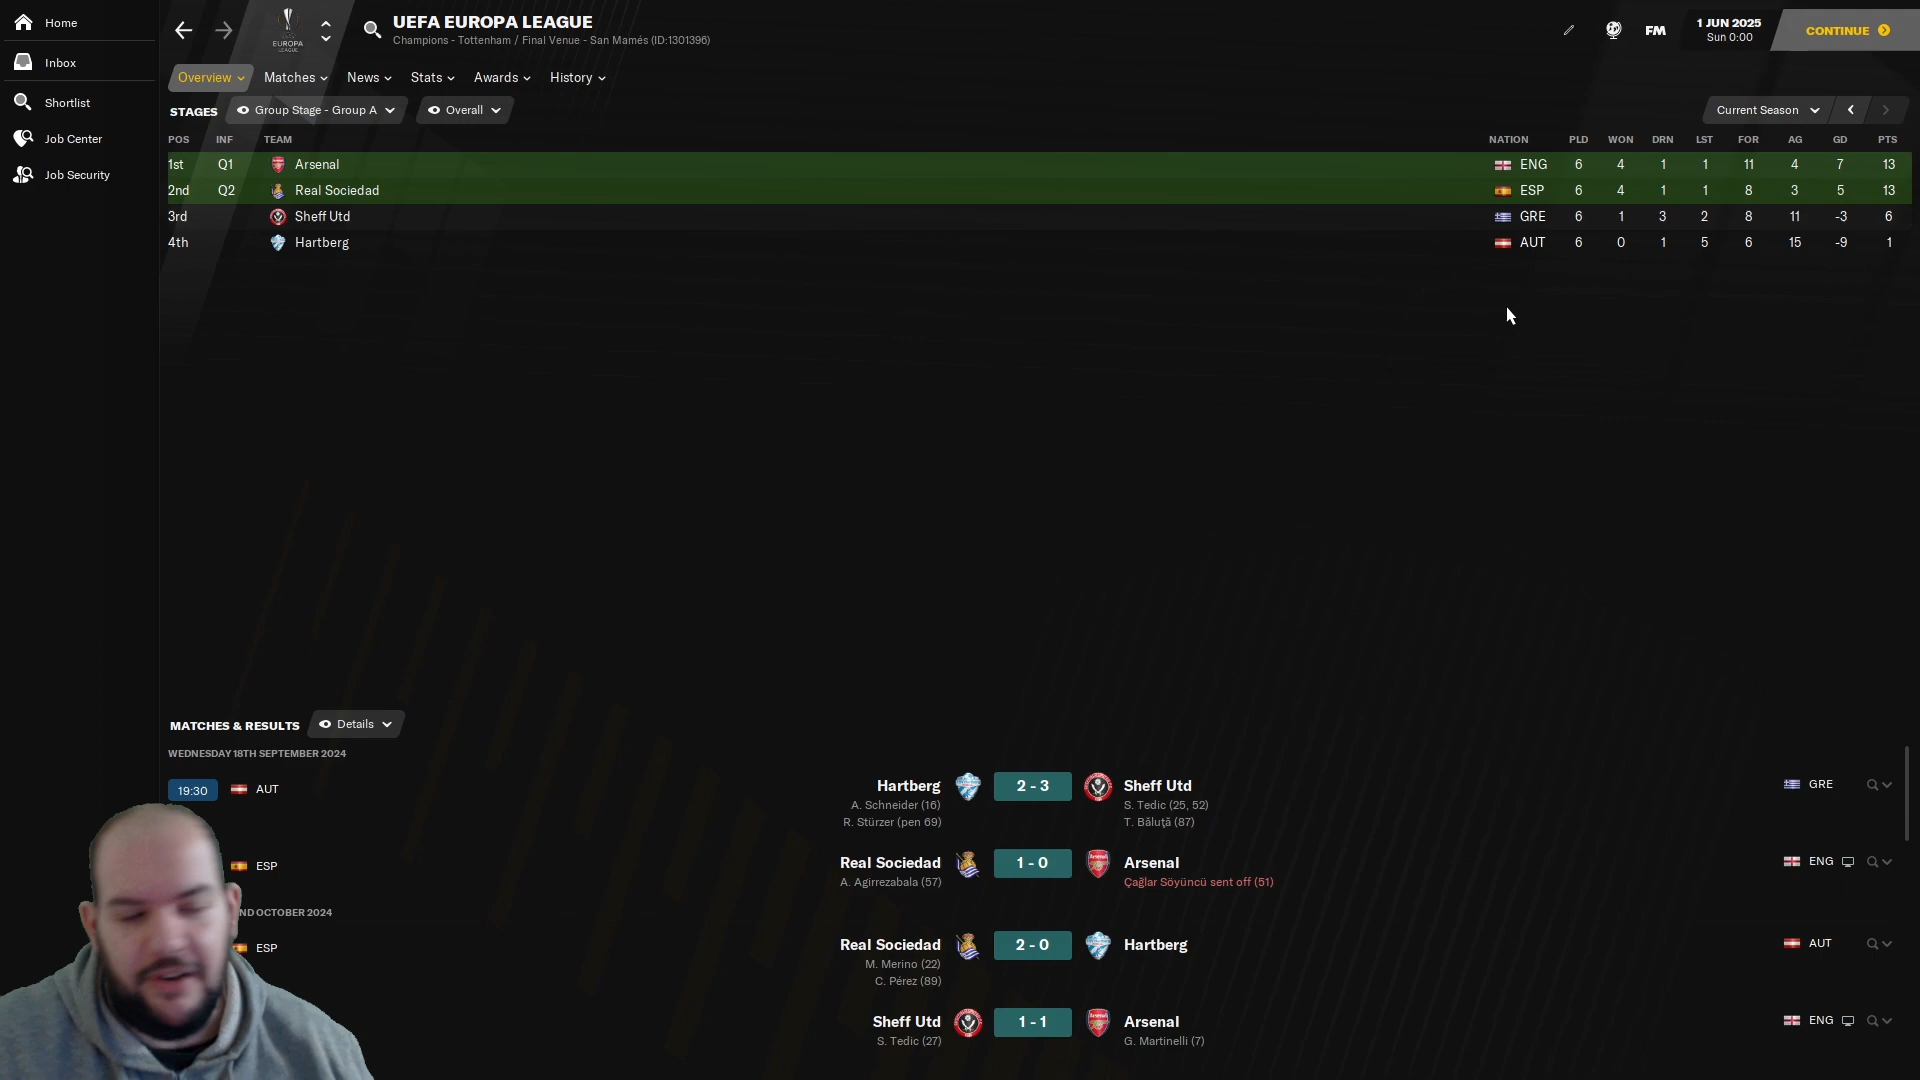 Home
Inbox
Shortlist
Job Center
Job Security
EUROPA
LEAGUE
UEFA EUROPA LEAGUE
Champions - Tottenham / Final Venue - San Mamés (ID:1301396)
FM
1 JUN 2025
Sun 0:00
CONTINUE
Overview Matches News Stats Awards History
STAGES Group Stage - Group A Overall Current Season
POS INF TEAM NATION PLD WON DRN LST FOR AG GD PTS
1st Q1 Arsenal ENG 6 4 1 1 11 4 7 13
2nd Q2 Real Sociedad ESP 6 4 1 1 8 3 5 13
3rd Sheff Utd GRE 6 1 3 2 8 11 -3 6
4th Hartberg AUT 6 0 1 5 6 15 -9 1
MATCHES & RESULTS Details
WEDNESDAY 18TH SEPTEMBER 2024
19:30 AUT Hartberg 2 - 3 Sheff Utd GRE
A. Schneider (16) S. Tedic (25, 52)
R. Stürzer (pen 69) T. Băluţă (87)
ESP Real Sociedad 1 - 0 Arsenal ENG
A. Agirrezabala (57) Çağlar Söyüncü sent off (51)
ND OCTOBER 2024
ESP Real Sociedad 2 - 0 Hartberg AUT
M. Merino (22)
C. Pérez (89)
Sheff Utd 1 - 1 Arsenal ENG
S. Tedic (27) G. Martinelli (7)